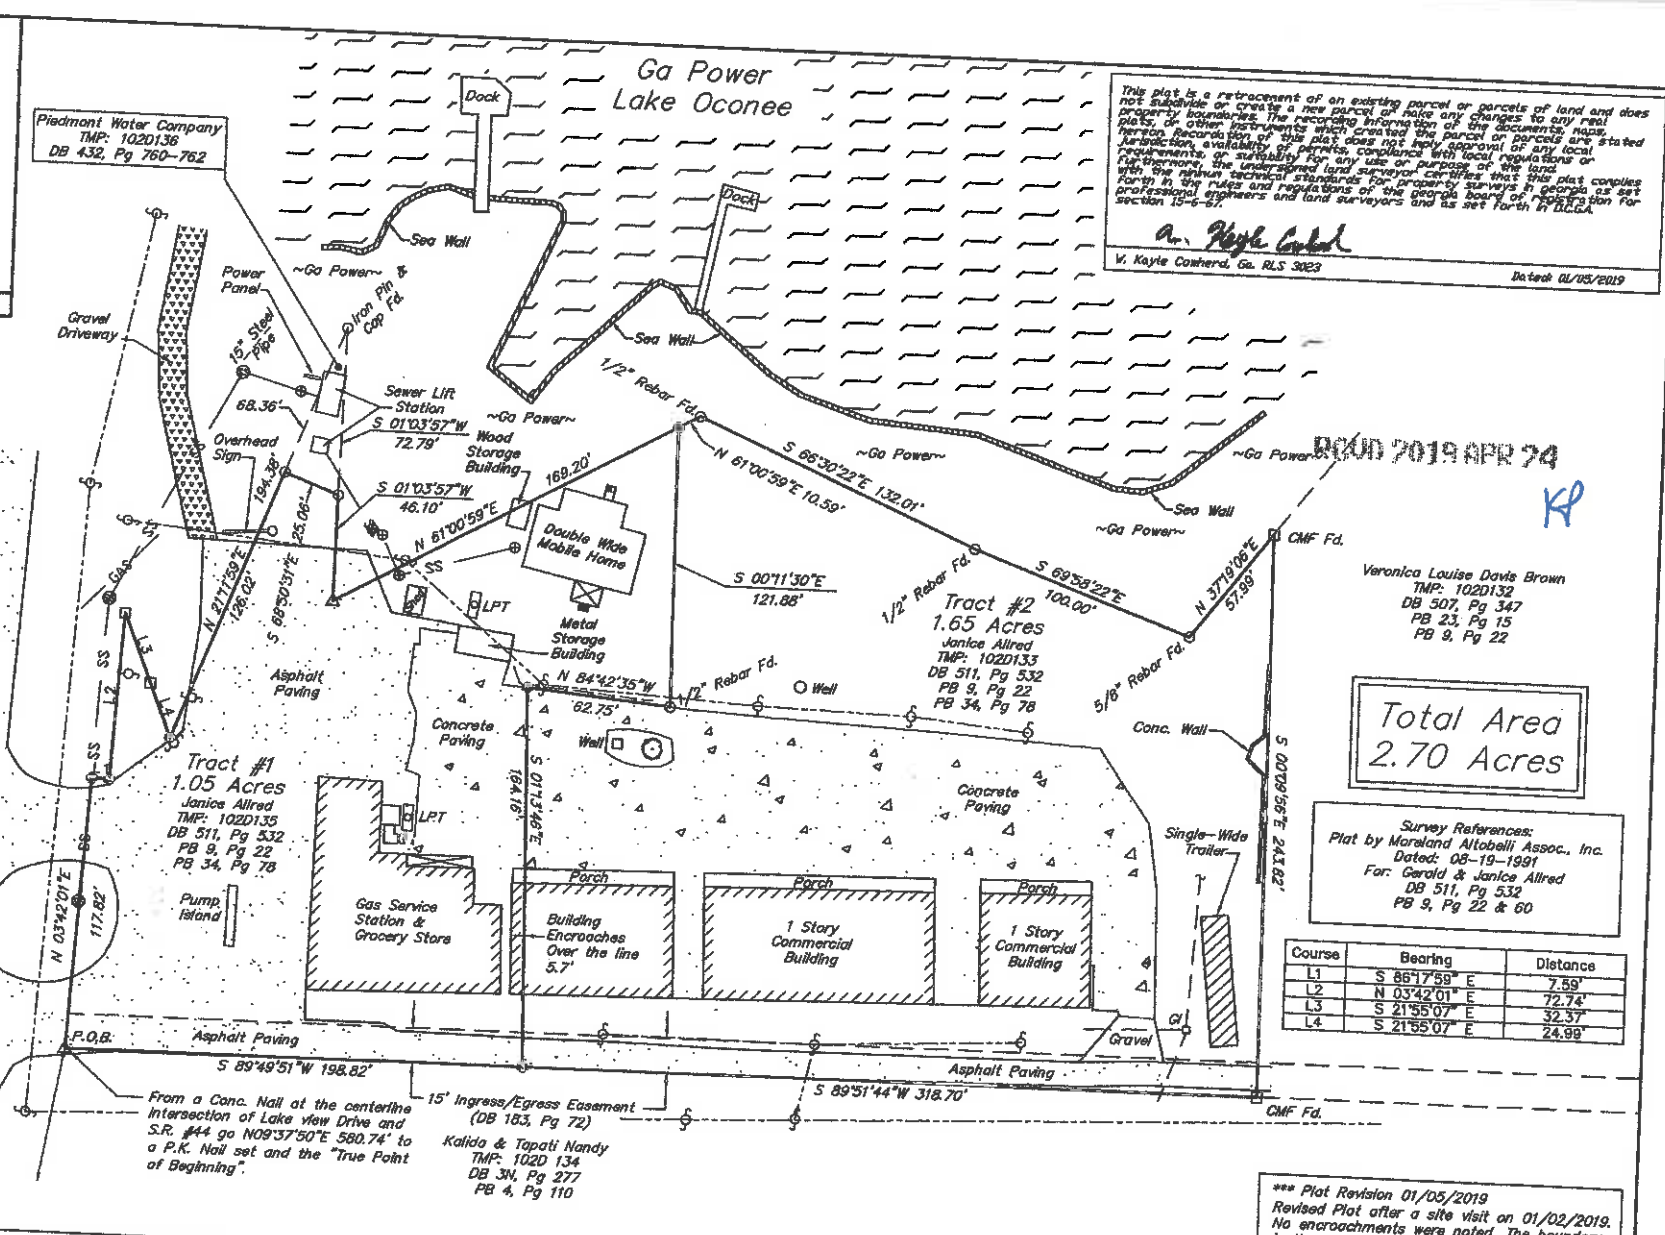 Ga Power
Lake Oconee
Dock
Dock
Piedmont Water Company
TMP: 102D136
DB 432, Pg 760-762
This plat is a retracement of an existing parcel or parcels of land and does
not subdivide or create a new parcel or make any changes to any real
property boundaries. The recording information of the documents, maps,
plats, or other instruments which created the parcel or parcels are stated
hereon. Recordation of this plat does not imply approval of any local
jurisdiction, availability of permits, compliance with local regulations or
requirements, or suitability for any use or purpose of the land.
Furthermore, the undersigned land surveyor certifies that this plat complies
with the minimum technical standards for property surveys in georgia as set
forth in the rules and regulations of the georgia board of registration for
professional engineers and land surveyors and as set forth in O.C.G.A.
section 15-6-67.
W. Kayle Cowherd, Ga. RLS 3023
Dated: 01/05/2019
Sea Wall
~Ga Power~
Power
Panel
Iron Pin &
Cap Fd.
Gravel
Driveway
15" Steel
Pipe
Sea Wall
1/2" Rebar Fd.
68.36'
Sewer Lift
Station
S 01°03'57"W
72.79'
~Ga Power~
Overhead
Sign
Wood
Storage
Building
194.38'
169.20'
S 66°30'22"E 132.01'
~Ga Power~
N 61°00'59"E 10.59'
~Ga Power~
RCUD 2019 APR 24
KA
S 01°03'57"W
46.10'
25.06'
N 61°00'59"E
Double Wide
Mobile Home
Sea Wall
~Ga Power~
CMF Fd.
SS
SS
GAS
N 21°11'59"E
126.02'
S 68°50'31"E
LPT
S 00°11'30"E
121.88'
1/2" Rebar Fd.
S 69°58'22"E
100.00'
N 37°19'06"E
57.99'
Veronica Louise Davis Brown
TMP: 102D132
DB 507, Pg 347
PB 23, Pg 15
PB 9, Pg 22
Tract #2
1.65 Acres
Janice Allred
TMP: 102D133
DB 511, Pg 532
PB 9, Pg 22
PB 34, Pg 78
Metal
Storage
Building
L3
SS
L2
L4
Asphalt
Paving
N 84°42'35"W
62.75'
1/2" Rebar Fd.
Well
5/8" Rebar Fd.
Conc. Wall
Total Area
2.70 Acres
Concrete
Paving
Well
S 01°13'46"E
164.16'
SS
Tract #1
1.05 Acres
Janice Allred
TMP: 102D135
DB 511, Pg 532
PB 9, Pg 22
PB 34, Pg 78
LPT
Concrete
Paving
S 00°09'56"E 243.82'
Single-Wide
Trailer
Survey References:
Plat by Moreland Altobelli Assoc., Inc.
Dated: 08-19-1991
For: Gerald & Janice Allred
DB 511, Pg 532
PB 9, Pg 22 & 60
SS
N 03°42'01"E
117.82'
Pump
Island
Gas Service
Station &
Grocery Store
Porch
Building
Encroaches
Over the line
5.7'
Porch
1 Story
Commercial
Building
Porch
1 Story
Commercial
Building
Course Bearing Distance
L1 S 86°17'59" E 7.59'
L2 N 03°42'01" E 72.74'
L3 S 21°55'07" E 32.37'
L4 S 21°55'07" E 24.99'
P.O.B.
Asphalt Paving
S 89°49'51"W 198.82'
GV
Gravel
Asphalt Paving
S 89°51'44"W 318.70'
CMF Fd.
From a Conc. Nail at the centerline
intersection of Lake view Drive and
S.R. #44 go N09°37'50"E 580.74' to
a P.K. Nail set and the "True Point
of Beginning".
15' Ingress/Egress Easement
(DB 183, Pg 72)
Kalida & Tapati Nandy
TMP: 102D 134
DB 3N, Pg 277
PB 4, Pg 110
*** Plat Revision 01/05/2019
Revised Plat after a site visit on 01/02/2019.
No encroachments were noted. The boundary